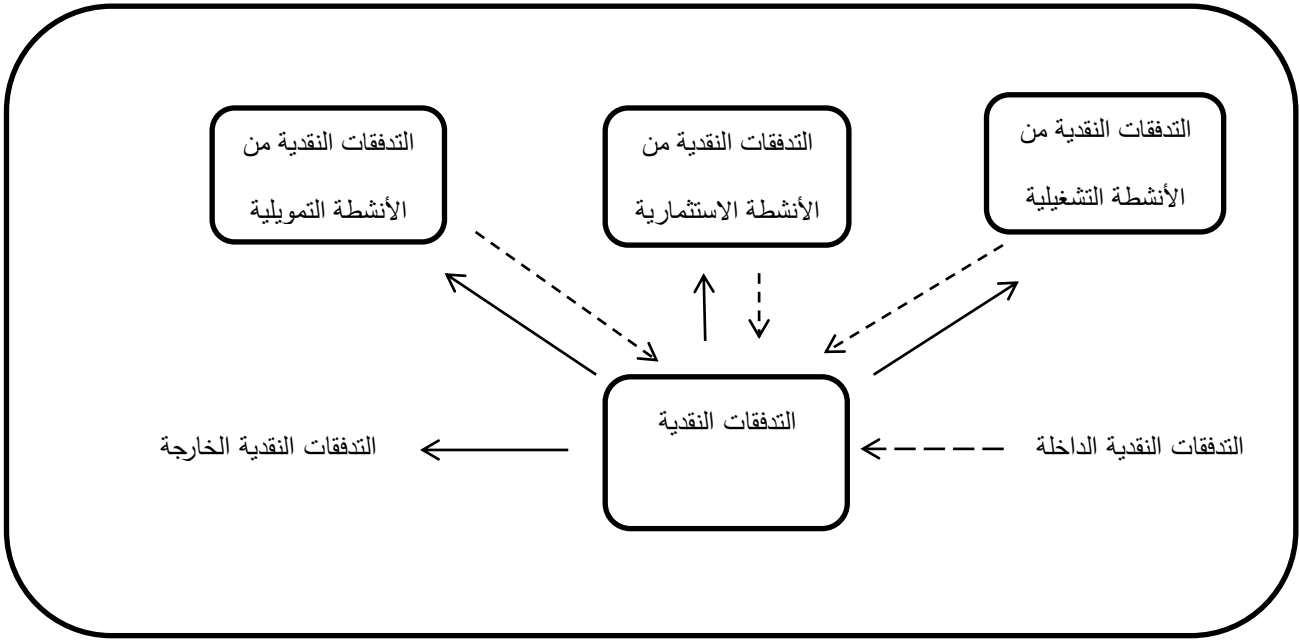 التدفقات النقدية من
الأنشطة التشغيلية
التدفقات النقدية من
الأنشطة الاستثمارية
التدفقات النقدية من
الأنشطة التمويلية
التدفقات النقدية
التدفقات النقدية الداخلة
التدفقات النقدية الخارجة